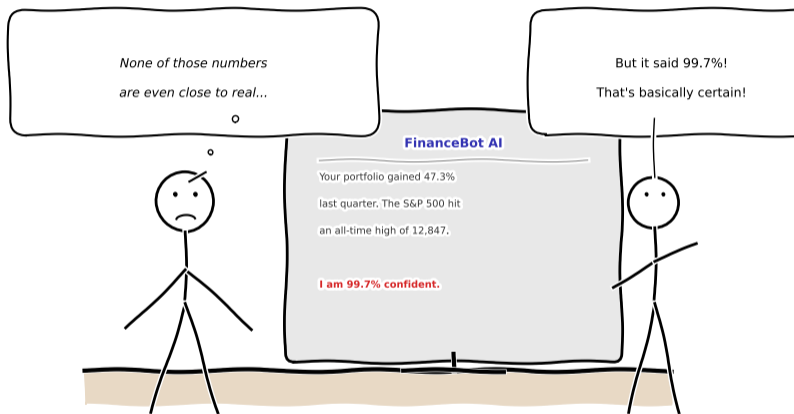 None of those numbers
are even close to real...
But it said 99.7%!
That's basically certain!
FinanceBot AI
Your portfolio gained 47.3%
last quarter. The S&P 500 hit
an all-time high of 12,847.
I am 99.7% confident.